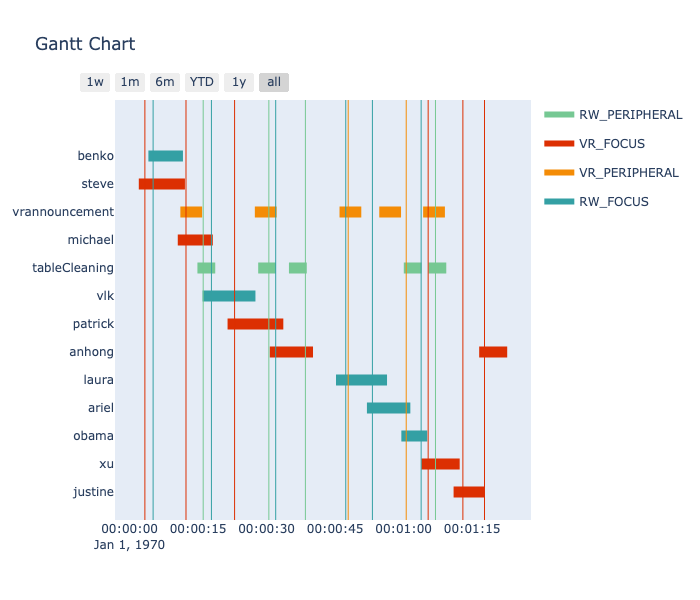 Gantt Chart
1w 1m 6m YTD 1y all
RW_PERIPHERAL
VR_FOCUS
VR_PERIPHERAL
RW_FOCUS
benko
steve
vrannouncement
michael
tableCleaning
vlk
patrick
anhong
laura
ariel
obama
xu
justine
00:00:00 00:00:15 00:00:30 00:00:45 00:01:00 00:01:15
Jan 1, 1970